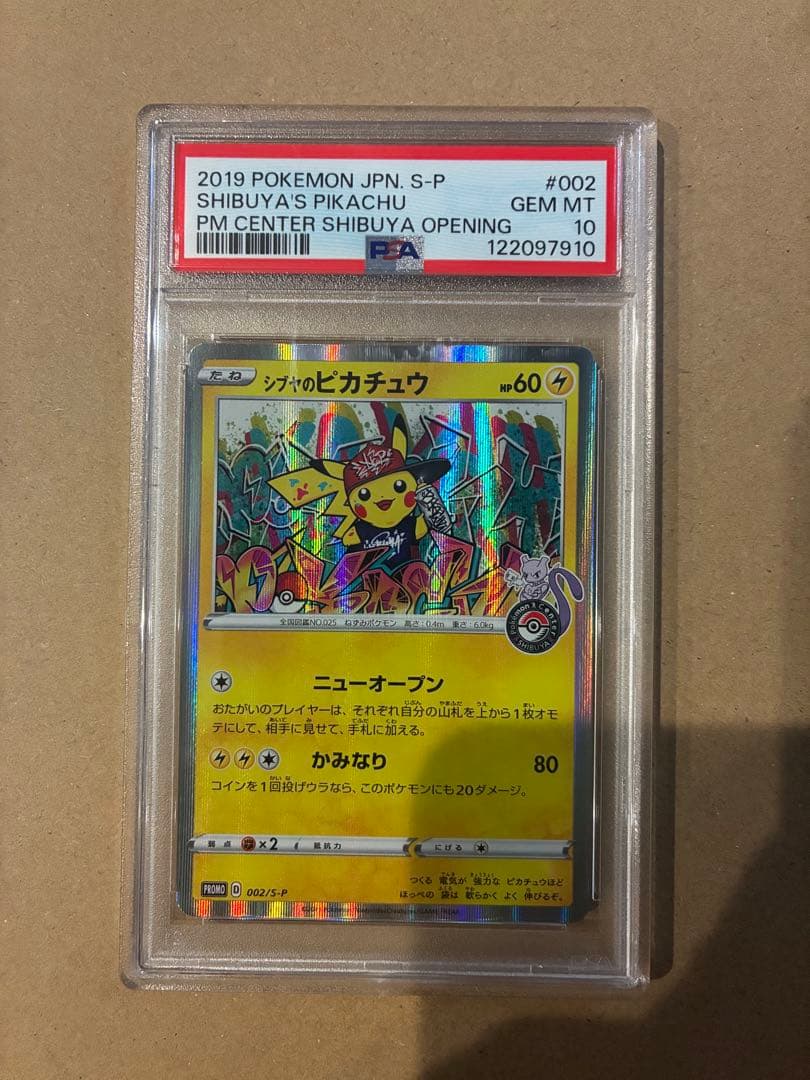 2019 POKEMON JPN. S-P #002
SHIBUYA'S PIKACHU GEM MT
PM CENTER SHIBUYA OPENING 10
PSA 122097910
たね シブヤのピカチュウ HP60
全国図鑑NO.025 ねずみポケモン 高さ:0.4m 重さ:6.0kg
Pokémon Center
SHIBUYA
ニューオープン
おたがいのプレイヤーは、それぞれ自分の山札を上から1枚オモ
テにして、相手に見せて、手札に加える。
かみなり 80
コインを1回投げウラなら、このポケモンにも20ダメージ。
弱点 ×2 抵抗力 にげる
つくる 電気が 強力な ピカチュウほど
ほっぺの 袋は 軟らかく よく 伸びるぞ。
PROMO D 002/S-P